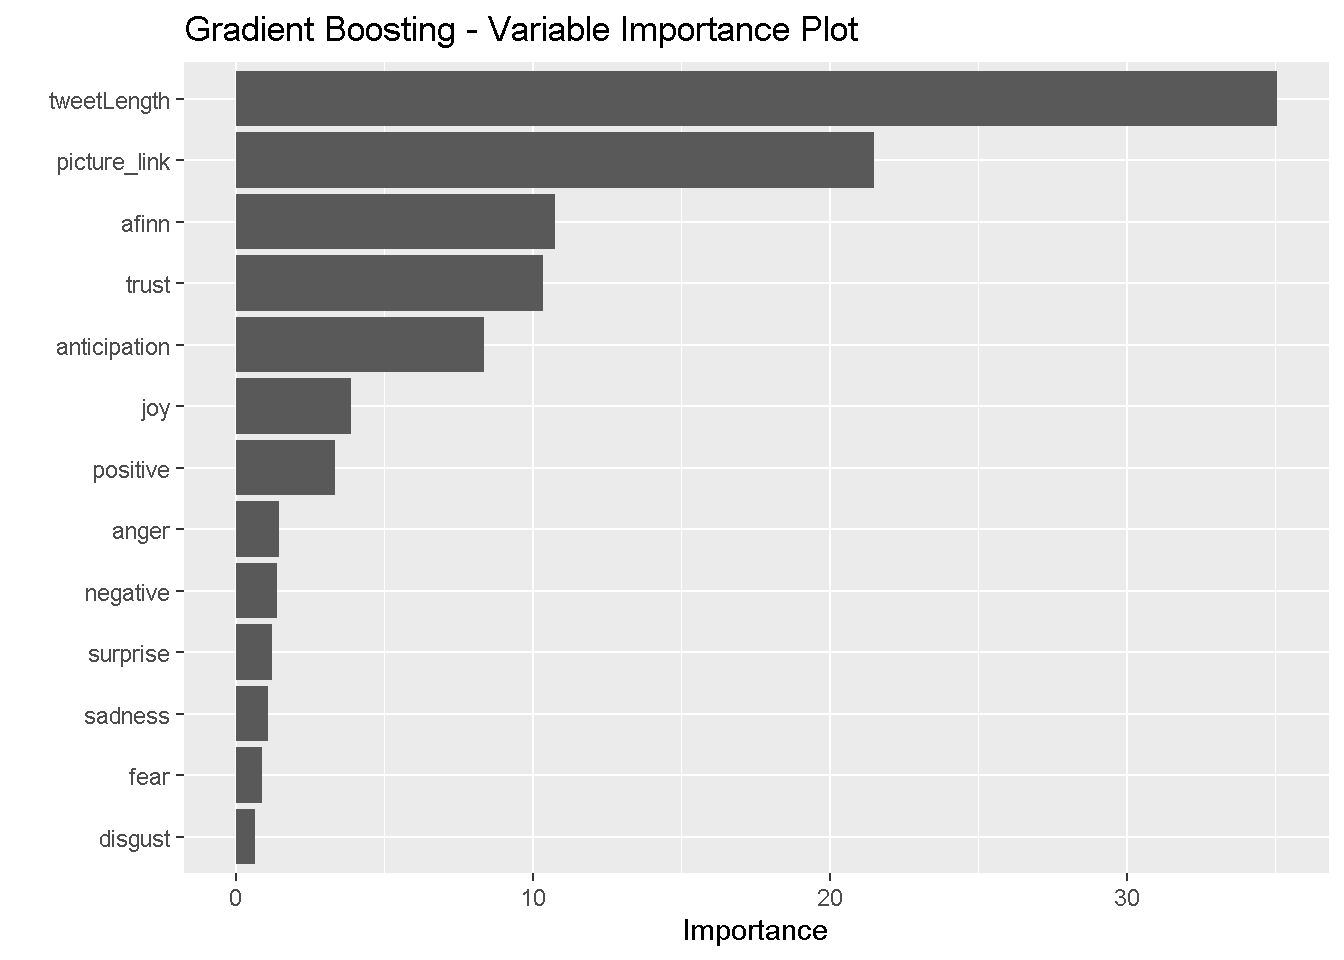 Gradient Boosting - Variable Importance Plot
tweetLength
picture_link
afinn
trust
anticipation
joy
positive
anger
negative
surprise
sadness
fear
disgust
0 10 20 30
Importance